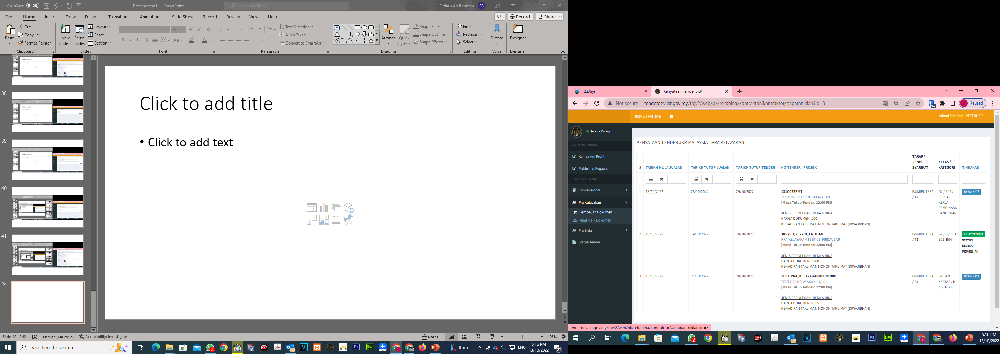 AutoSave Off
Presentation1 - PowerPoint
Search (Alt+Q)
Firdaus Ab Rahman FA
File Home Insert Draw Design Transitions Animations Slide Show Record Review View Help
Record Share
Paste Cut Copy Format Painter
Clipboard
New Slide Reuse Slides Layout Reset Section
Slides
44
B I U S ab AV Aa A
Font
Text Direction
Align Text
Convert to SmartArt
Paragraph
Arrange Quick Styles Shape Fill Shape Outline Shape Effects
Drawing
Find
Replace
Select
Editing
Dictate
Voice
Designer
Designer
38
39
40
41
42
Click to add title
• Click to add text
Slide 42 of 42 English (Malaysia) Accessibility: Investigate Notes 105%
Type here to search
Rain... ENG 5:16 PM 13/10/2022 21
REDSys
Kenyataan Tender JKR
Not secure tenderdev.jkr.gov.my/tojv2/web/pk/rekabina/kontraktor/kontraktor/paparaniklan?id=3
9+ I Paused
JKR eTENDER
Adami Sdn Bhd - PETENDER
Selamat Datang
PROFIL PENGGUNA
Kemaskini Profil
Maklumat Pegawai
KENYATAAN TENDER
Konvensional
Pra Kelayakan
Pembelian Dokumen
Muat Naik Dokumen
Pra Bida
Status Tender
KENYATAAN TENDER JKR MALAYSIA - PRA KELAYAKAN
# TARIKH MULA JUALAN TARIKH TUTUP JUALAN TARIKH TUTUP TENDER NO TENDER / PROJEK TARAF / JENIS SYARIKAT KELAS / KATEGORI TINDAKAN
1 13/10/2022 28/10/2022 29/10/2022 1310022PMT BUMIPUTERA / A2 G2 / B04 / KERJA-KERJA PEMBINAAN BANGUNAN BERMINAT?
TESTING TOJ2 PRA KELAYAKAN
[Masa Tutup Tender: 12:00 PM]
JENIS PEROLEHAN: REKA & BINA
HARGA DOKUMEN: 100
KEHADIRAN TAKLIMAT: MOHON TAKLIMAT (DIWAJIBKAN)
2 13/10/2022 14/10/2022 18/10/2022 JKR/ICT/2022/B_LATIHAN BUMIPUTERA / T1 G7 / B / B01, B02, B04 LIHAT TENDER
STATUS: SELESAI PEMBELIAN
PRA KELAYAKAN TEST 01_FIRDAUSAR
[Masa Tutup Tender: 12:00 PM]
JENIS PEROLEHAN: REKA & BINA
HARGA DOKUMEN: 1200
KEHADIRAN TAKLIMAT: MOHON TAKLIMAT (DIWAJIBKAN)
3 13/10/2022 27/10/2022 28/10/2022 TEST/PRA_KELAYAKAN/PK/01/001 BUMIPUTERA / A1 G1 DAN KEATAS / B / B01-B30 BERMINAT?
TEST PRA KELAYAKAN 01/001
[Masa Tutup Tender: 12:00 PM]
JENIS PEROLEHAN: REKA & BINA
HARGA DOKUMEN: 5555
KEHADIRAN TAKLIMAT: MOHON TAKLIMAT (DIWAJIBKAN)
tenderdev.jkr.gov.my/tojv2/web/pk/rekabina/kontraktor/.../paparaniklan?id=3
5:16 PM
13/10/2022